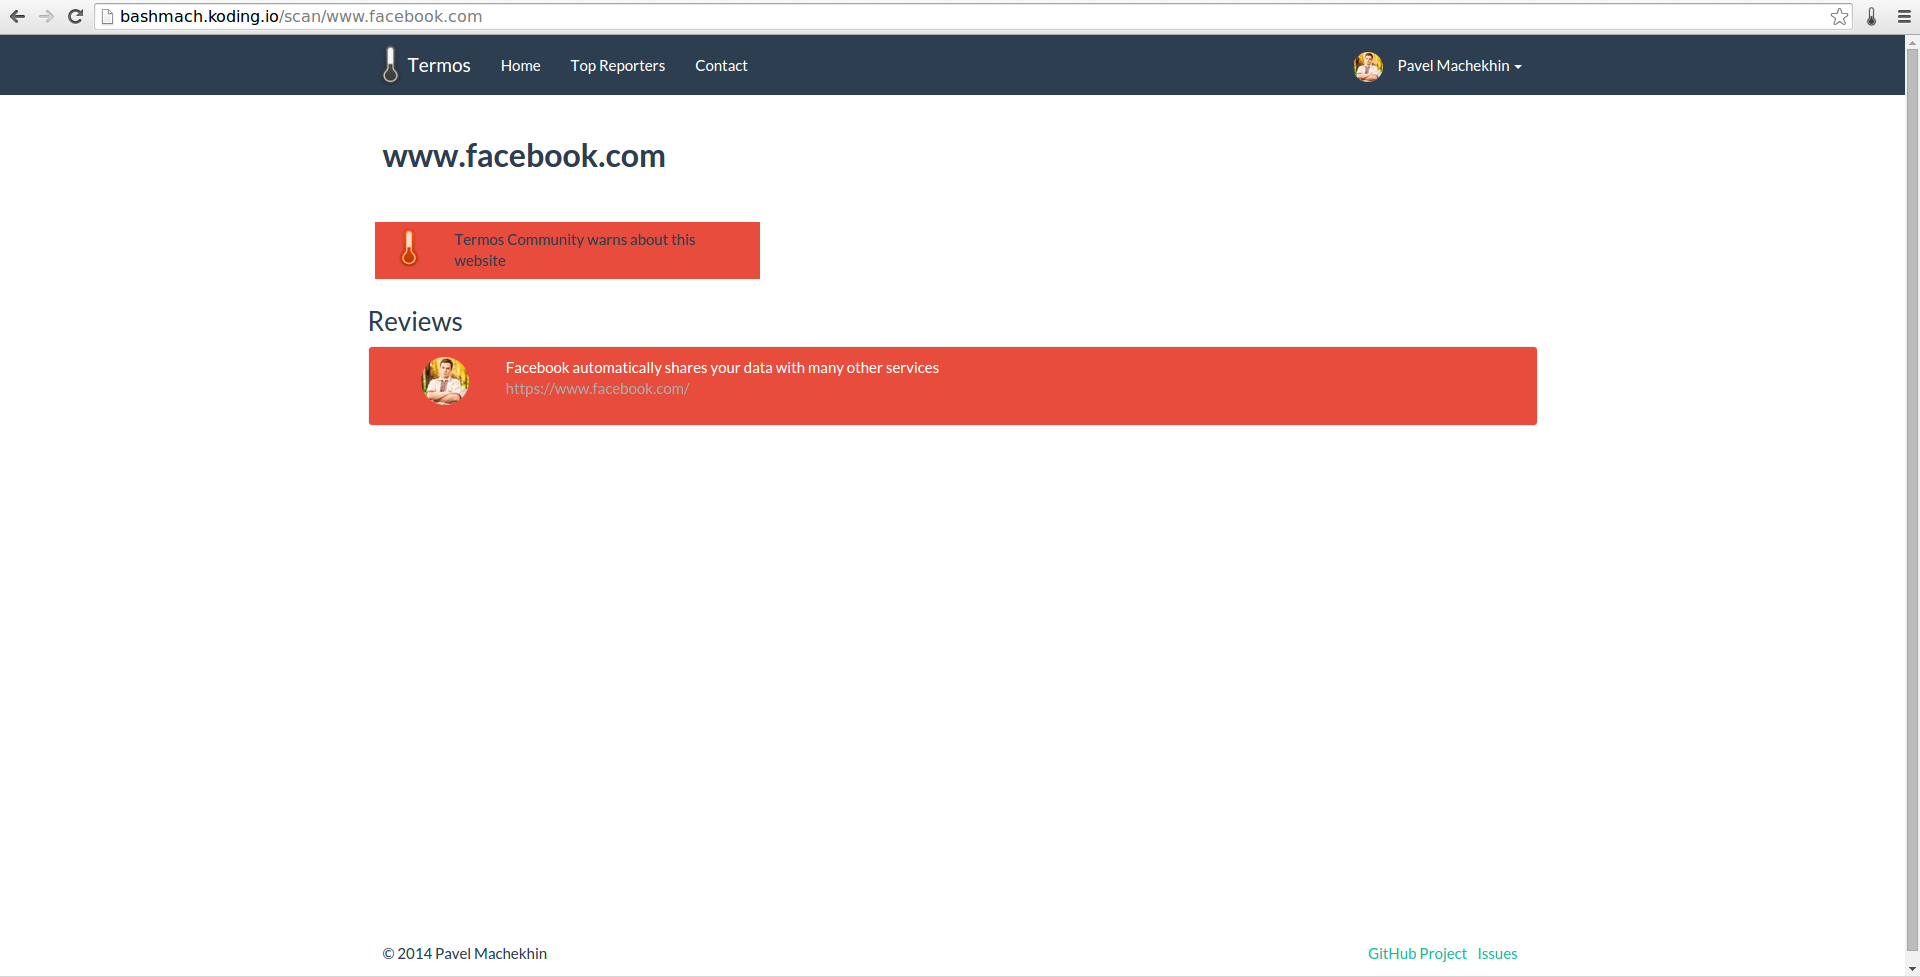 bashmach.koding.io/scan/www.facebook.com
Termos Home Top Reporters Contact Pavel Machekhin
www.facebook.com
Termos Community warns about this
website
Reviews
Facebook automatically shares your data with many other services
https://www.facebook.com/
© 2014 Pavel Machekhin GitHub Project Issues